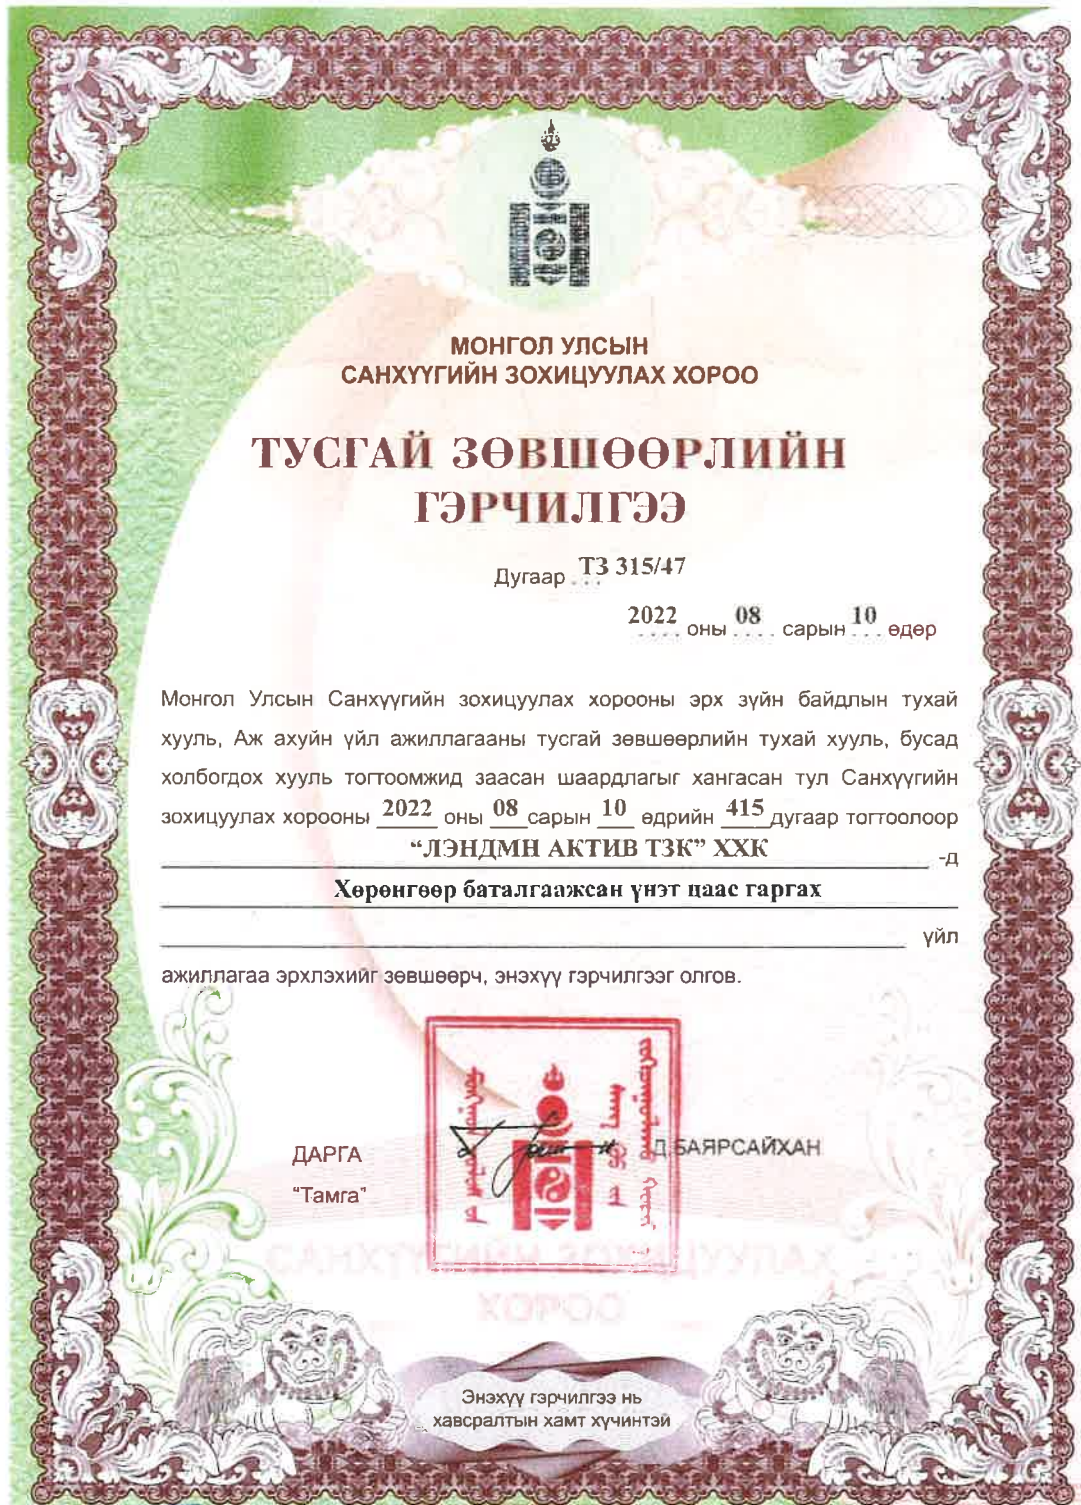 МОНГОЛ УЛСЫН
САНХҮҮГИЙН ЗОХИЦУУЛАХ ХОРОО
ТУСГАЙ ЗӨВШӨӨРЛИЙН
ГЭРЧИЛГЭЭ
Дугаар ТЗ 315/47
2022 оны 08 сарын 10 өдөр
Монгол Улсын Санхүүгийн зохицуулах хорооны эрх зүйн байдлын тухай
хууль, Аж ахуйн үйл ажиллагааны тусгай зөвшөөрлийн тухай хууль, бусад
холбогдох хууль тогтоомжид заасан шаардлагыг хангасан тул Санхүүгийн
зохицуулах хорооны 2022 оны 08 сарын 10 өдрийн 415 дугаар тогтоолоор
“ЛЭНДМН АКТИВ ТЗК” ХХК -д
Хөрөнгөөр баталгаажсан үнэт цаас гаргах
үйл
ажиллагаа эрхлэхийг зөвшөөрч, энэхүү гэрчилгээг олгов.
ДАРГА Д.БАЯРСАЙХАН
“Тамга”
САНХҮҮГИЙН ЗОХИЦУУЛАХ
ХОРОО
Энэхүү гэрчилгээ нь
хавсралтын хамт хүчинтэй